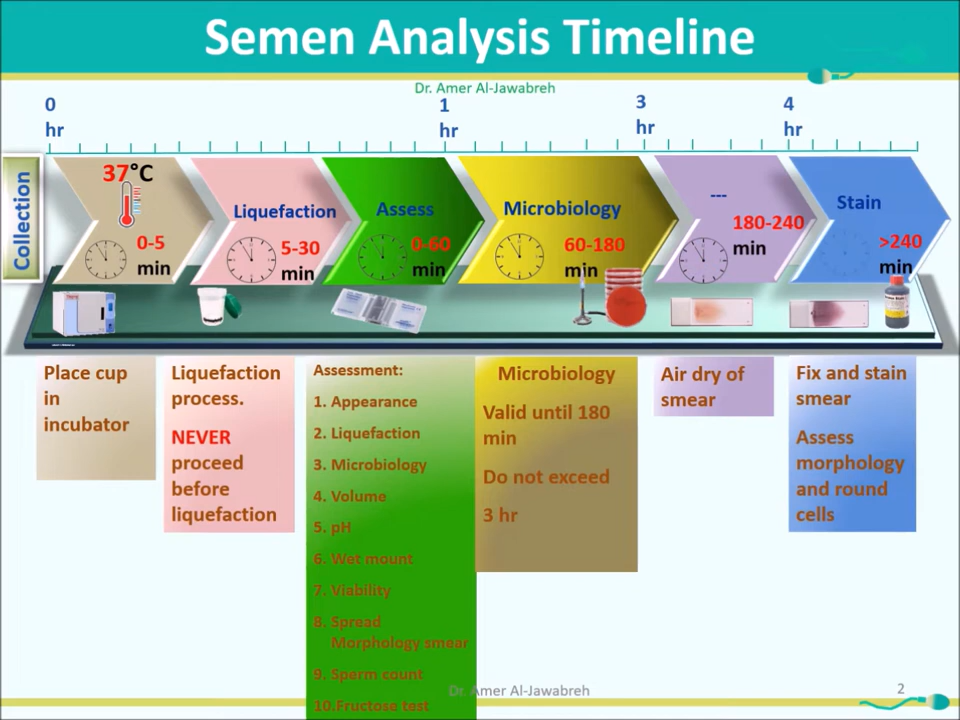 Semen Analysis Timeline
Dr. Amer Al-Jawabreh
0
hr
1
hr
3
hr
4
hr
Collection
37°C
0-5
min
Liquefaction
5-30
min
Assess
0-60
min
Microbiology
60-180
min
---
180-240
min
Stain
>240
min
Place cup
in
incubator
Liquefaction
process.
NEVER
proceed
before
liquefaction
Assessment:
1. Appearance
2. Liquefaction
3. Microbiology
4. Volume
5. pH
6. Wet mount
7. Viability
8. Spread
Morphology smear
9. Sperm count
10.Fructose test
Microbiology
Valid until 180
min
Do not exceed
3 hr
Air dry of
smear
Fix and stain
smear
Assess
morphology
and round
cells
Dr. Amer Al-Jawabreh
2